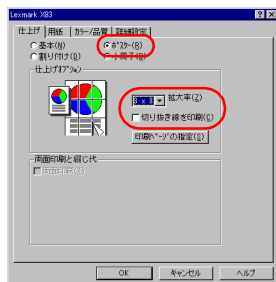 Lexmark X83
仕上げ 用紙 カラー/品質 詳細設定
基本(N) ポスター(R)
割り付け(D) 小冊子(B)
仕上げオプション
3 x 3 拡大率(Z)
切り抜き線を印刷(C)
印刷ページの指定(S)
両面印刷と綴じ代
両面印刷(I)
OK キャンセル ヘルプ